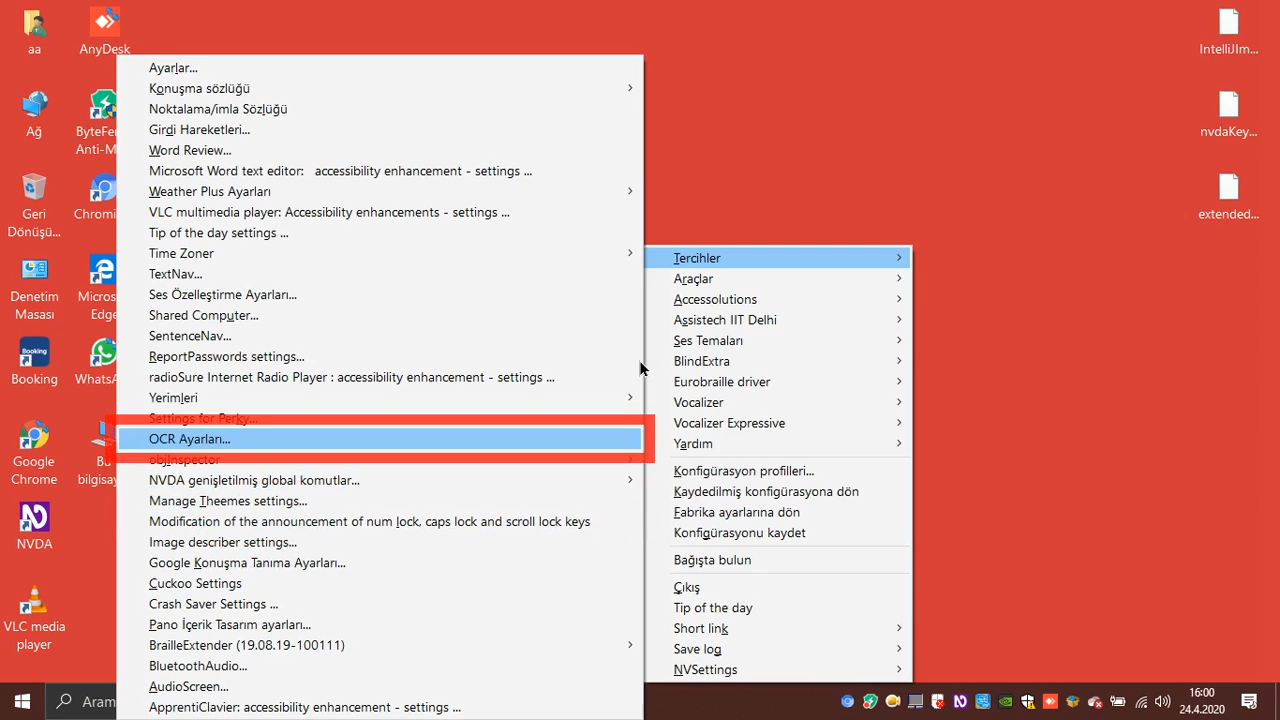 aa
AnyDesk
Ağ
ByteFen...
Anti-M...
Geri
Dönüşü...
Chromi
Denetim
Masası
Micros
Edge
Booking
WhatsA
Google
Chrome
Bu
bilgisay
NVDA
VLC media
player
Ayarlar...
Konuşma sözlüğü
Noktalama/imla Sözlüğü
Girdi Hareketleri...
Word Review...
Microsoft Word text editor: accessibility enhancement - settings ...
Weather Plus Ayarları
VLC multimedia player: Accessibility enhancements - settings ...
Tip of the day settings ...
Time Zoner
TextNav...
Ses Özelleştirme Ayarları...
Shared Computer...
SentenceNav...
ReportPasswords settings...
radioSure Internet Radio Player : accessibility enhancement - settings ...
Yerimleri
Settings for Perky...
OCR Ayarları...
objInspector
NVDA genişletilmiş global komutlar...
Manage Theemes settings...
Modification of the announcement of num lock, caps lock and scroll lock keys
Image describer settings...
Google Konuşma Tanıma Ayarları...
Cuckoo Settings
Crash Saver Settings ...
Pano İçerik Tasarım ayarları...
BrailleExtender (19.08.19-100111)
BluetoothAudio...
AudioScreen...
ApprentiClavier: accessibility enhancement - settings ...
Tercihler
Araçlar
Accessolutions
Assistech IIT Delhi
Ses Temaları
BlindExtra
Eurobraille driver
Vocalizer
Vocalizer Expressive
Yardım
Konfigürasyon profilleri...
Kaydedilmiş konfigürasyona dön
Fabrika ayarlarına dön
Konfigürasyonu kaydet
Bağışta bulun
Çıkış
Tip of the day
Short link
Save log
NVSettings
IntelliJIm...
nvdaKey...
extended...
Aram
16:00
24.4.2020